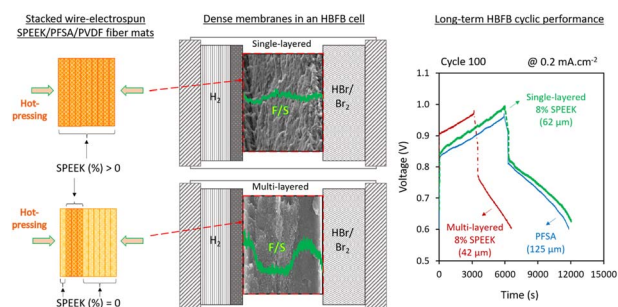 Stacked wire-electrospun
SPEEK/PFSA/PVDF fiber mats
Hot-
pressing
SPEEK (%) > 0
Hot-
pressing
SPEEK (%) = 0
Dense membranes in an HBFB cell
Single-layered
H2
F/S
HBr/
Br2
Multi-layered
H2
F/S
HBr/
Br2
Long-term HBFB cyclic performance
Cycle 100
@ 0.2 mA.cm-2
Voltage (V)
1.1
1.0
0.9
0.8
0.7
0.6
0.5
Single-layered
8% SPEEK
(62 µm)
Multi-layered
8% SPEEK
(42 µm)
PFSA
(125 µm)
0 3000 6000 9000 12000 15000
Time (s)